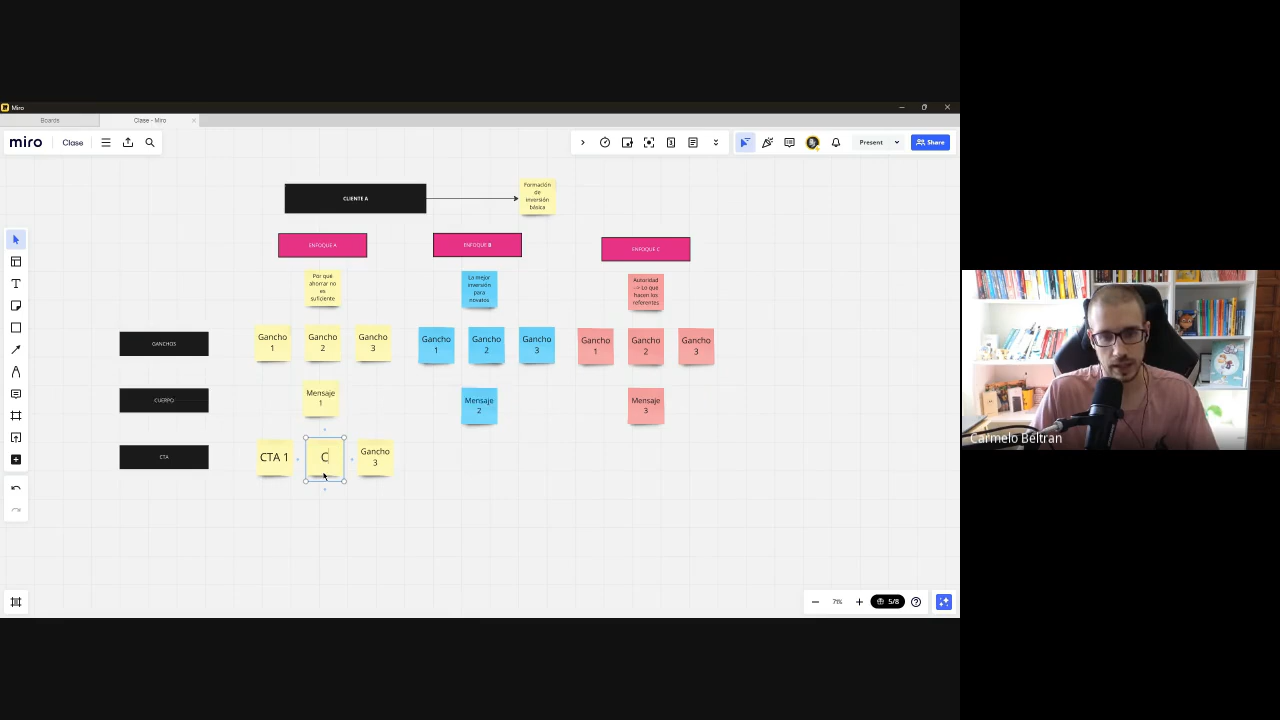 Miro
Boards
Clase - Miro
miro
Clase
Present
Share
CLIENTE A
Formación
de
inversión
básica
ENFOQUE A
ENFOQUE B
ENFOQUE C
Por qué
ahorrar no
es
suficiente
La mejor
inversión
para
novatos
Autoridad
--> Lo que
hacen los
referentes
GANCHOS
Gancho
1
Gancho
2
Gancho
3
Gancho
1
Gancho
2
Gancho
3
Gancho
1
Gancho
2
Gancho
3
CUERPO
Mensaje
1
Mensaje
2
Mensaje
3
CTA
CTA 1
C
Gancho
3
71%
5/8
Carmelo Beltran